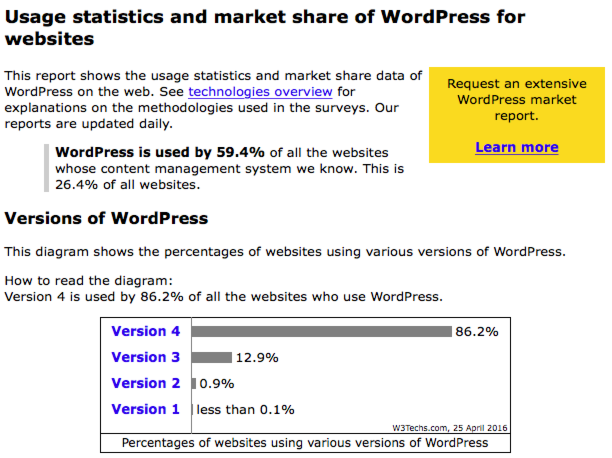 Usage statistics and market share of WordPress for
websites
This report shows the usage statistics and market share data of
WordPress on the web. See technologies overview for
explanations on the methodologies used in the surveys. Our
reports are updated daily.
Request an extensive
WordPress market
report.
Learn more
WordPress is used by 59.4% of all the websites
whose content management system we know. This is
26.4% of all websites.
Versions of WordPress
This diagram shows the percentages of websites using various versions of WordPress.
How to read the diagram:
Version 4 is used by 86.2% of all the websites who use WordPress.
Version 4 86.2%
Version 3 12.9%
Version 2 0.9%
Version 1 less than 0.1%
W3Techs.com, 25 April 2016
Percentages of websites using various versions of WordPress